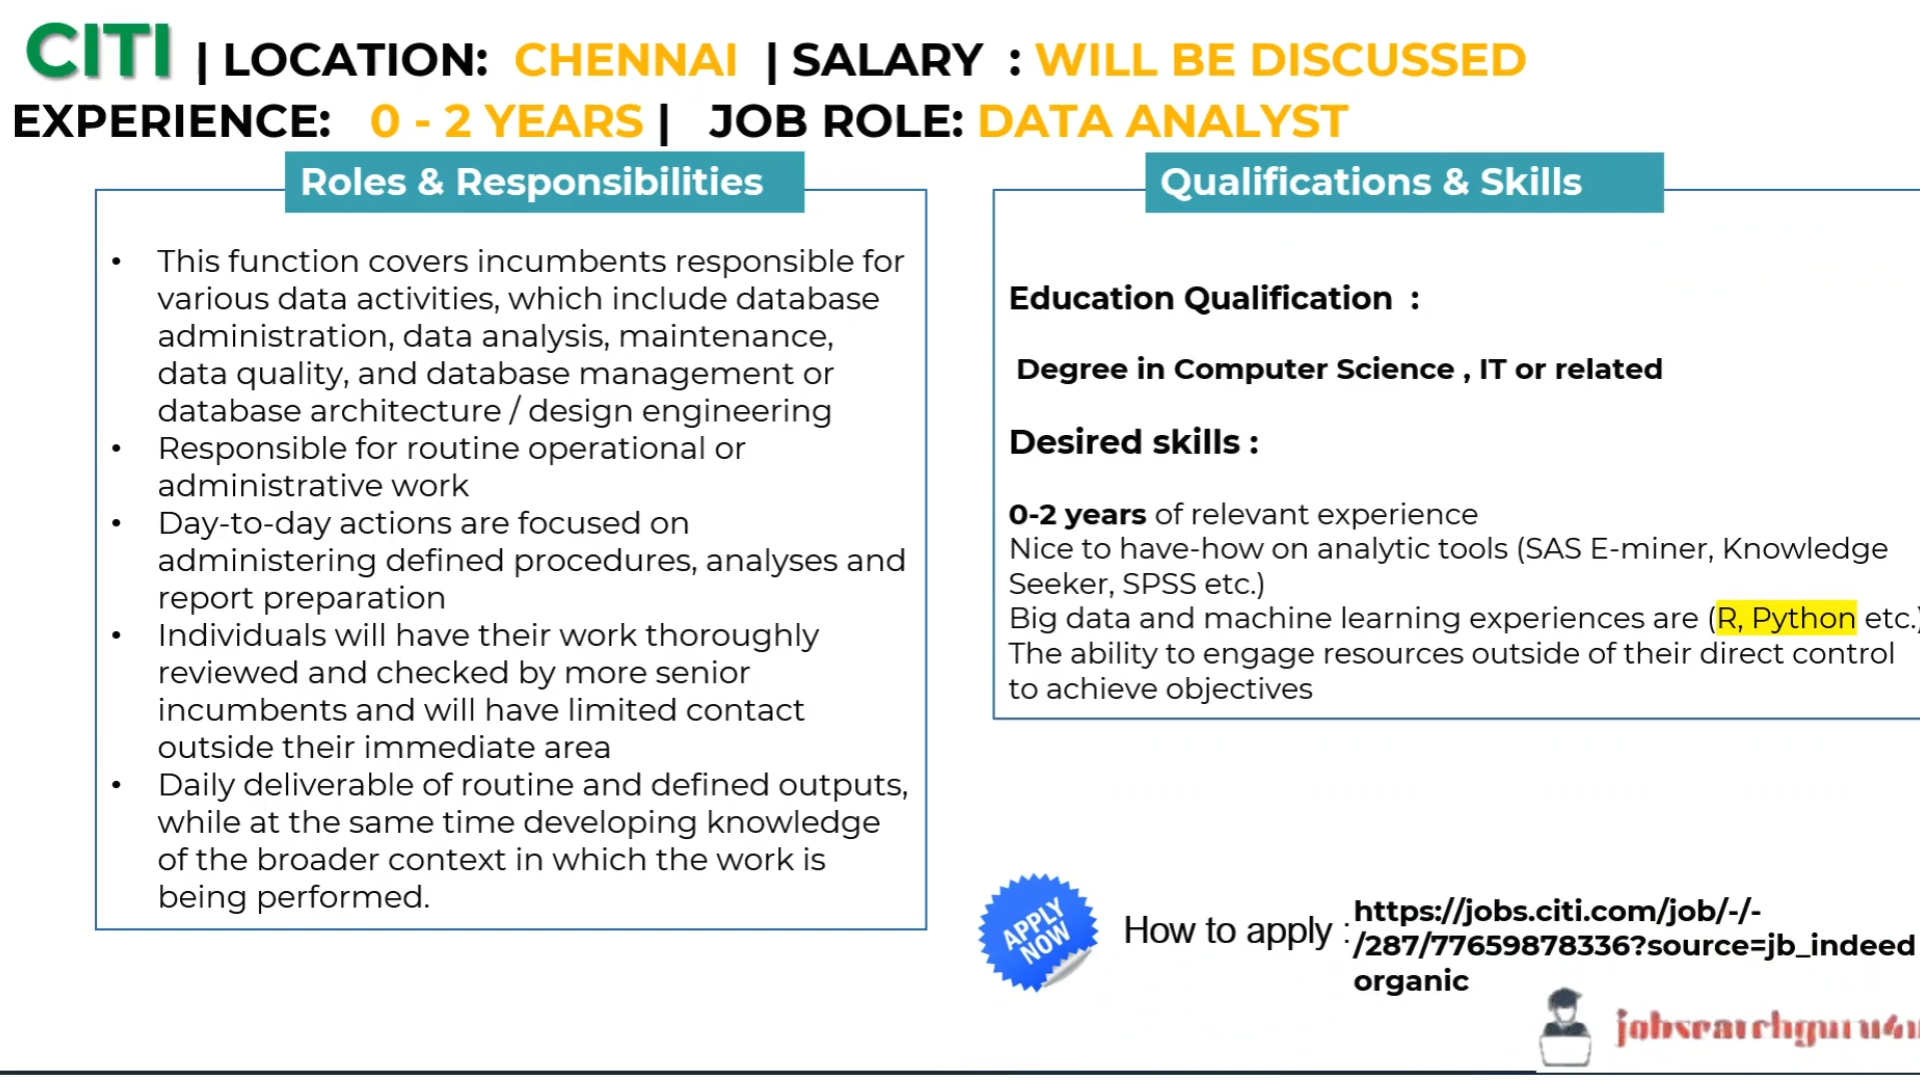 CITI | LOCATION: CHENNAI | SALARY : WILL BE DISCUSSED
EXPERIENCE: 0 - 2 YEARS | JOB ROLE: DATA ANALYST
Roles & Responsibilities
• This function covers incumbents responsible for
various data activities, which include database
administration, data analysis, maintenance,
data quality, and database management or
database architecture / design engineering
• Responsible for routine operational or
administrative work
• Day-to-day actions are focused on
administering defined procedures, analyses and
report preparation
• Individuals will have their work thoroughly
reviewed and checked by more senior
incumbents and will have limited contact
outside their immediate area
• Daily deliverable of routine and defined outputs,
while at the same time developing knowledge
of the broader context in which the work is
being performed.
Qualifications & Skills
Education Qualification :
Degree in Computer Science , IT or related
Desired skills :
0-2 years of relevant experience
Nice to have-how on analytic tools (SAS E-miner, Knowledge
Seeker, SPSS etc.)
Big data and machine learning experiences are (R, Python etc.)
The ability to engage resources outside of their direct control
to achieve objectives
APPLY
NOW
How to apply :
https://jobs.citi.com/job/-/-
/287/77659878336?source=jb_indeed
organic